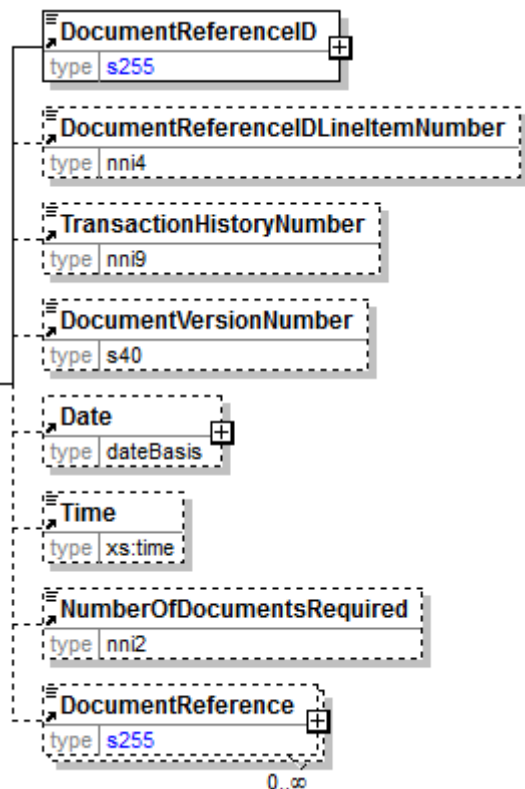 DocumentReferenceID
type s255
DocumentReferenceIDLineItemNumber
type nni4
TransactionHistoryNumber
type nni9
DocumentVersionNumber
type s40
Date
type dateBasis
Time
type xs:time
NumberOfDocumentsRequired
type nni2
DocumentReference
type s255
0..∞